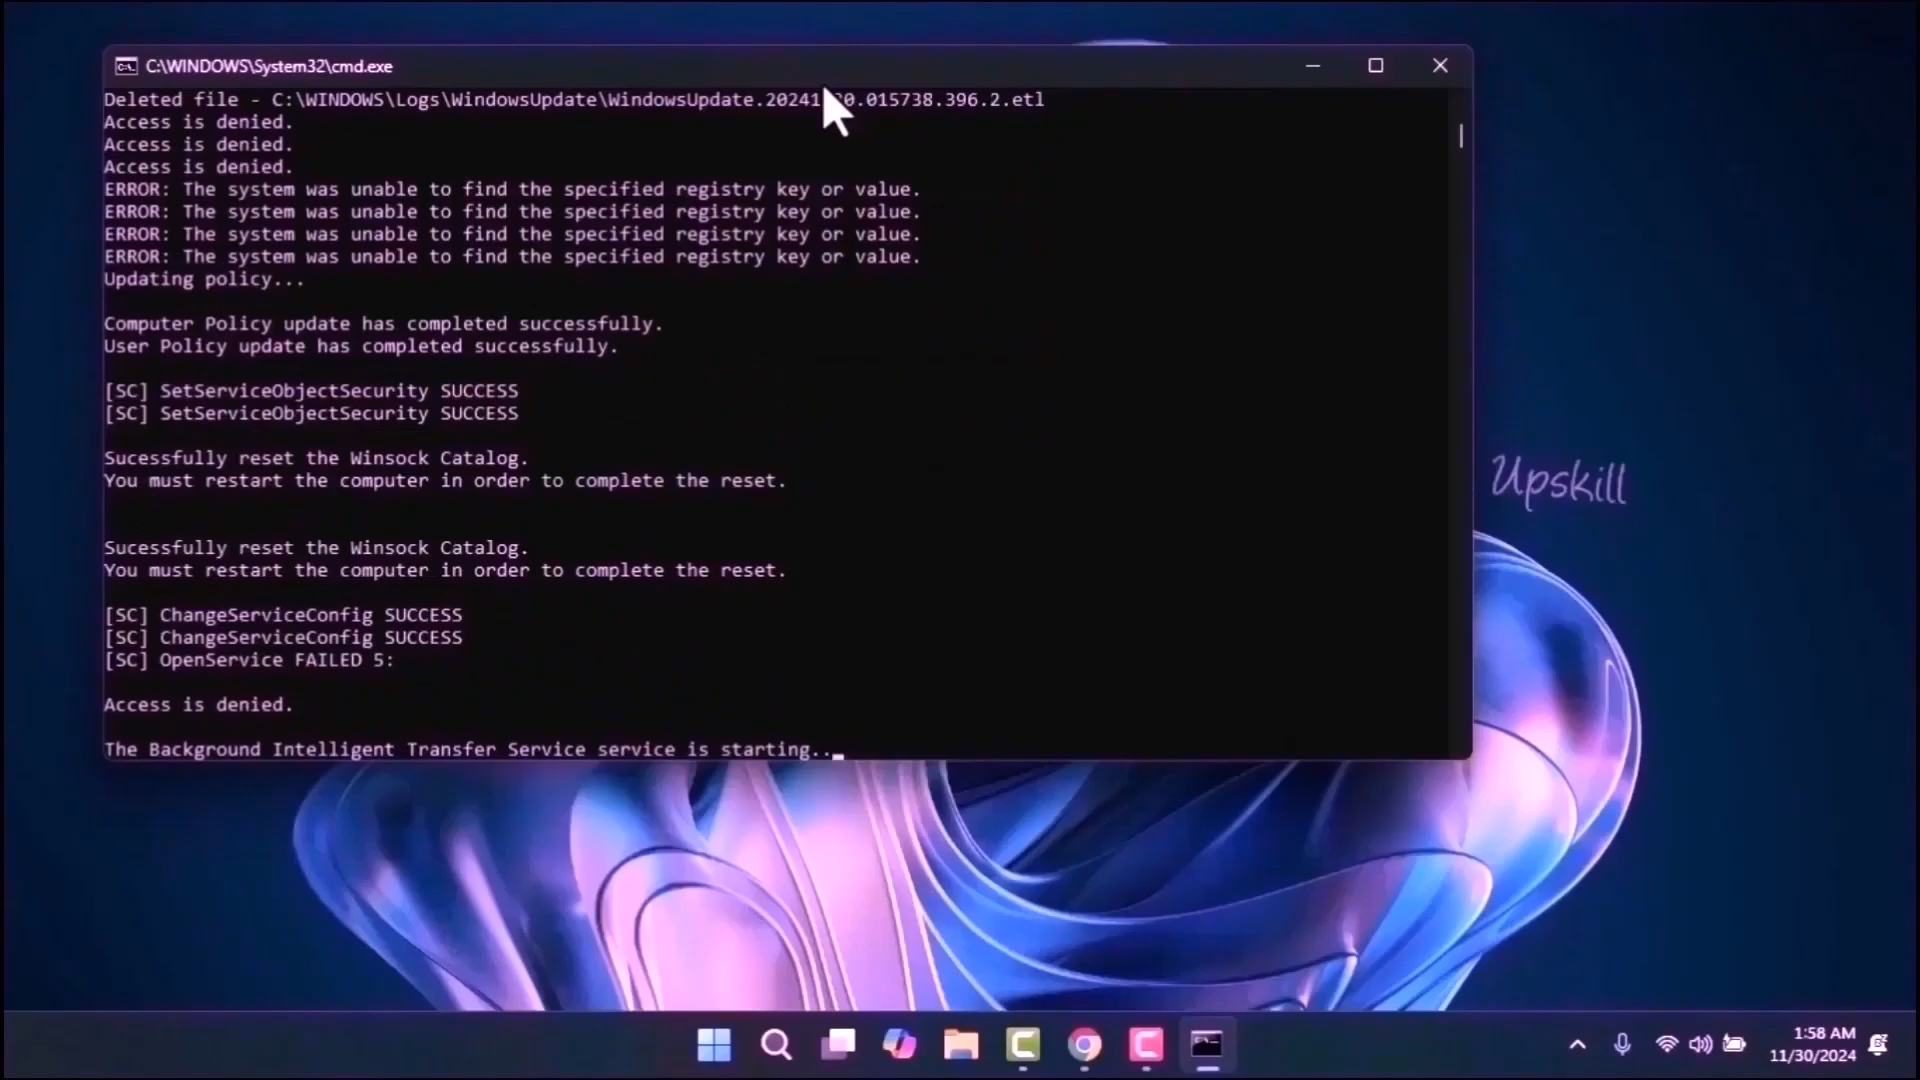 C:\WINDOWS\System32\cmd.exe
Deleted file - C:\WINDOWS\Logs\WindowsUpdate\WindowsUpdate.20241 0.015738.396.2.etl
Access is denied.
Access is denied.
Access is denied.
ERROR: The system was unable to find the specified registry key or value.
ERROR: The system was unable to find the specified registry key or value.
ERROR: The system was unable to find the specified registry key or value.
ERROR: The system was unable to find the specified registry key or value.
Updating policy...
Computer Policy update has completed successfully.
User Policy update has completed successfully.
[SC] SetServiceObjectSecurity SUCCESS
[SC] SetServiceObjectSecurity SUCCESS
Sucessfully reset the Winsock Catalog.
You must restart the computer in order to complete the reset.
Sucessfully reset the Winsock Catalog.
You must restart the computer in order to complete the reset.
[SC] ChangeServiceConfig SUCCESS
[SC] ChangeServiceConfig SUCCESS
[SC] OpenService FAILED 5:
Access is denied.
The Background Intelligent Transfer Service service is starting..
Upskill
1:58 AM
11/30/2024